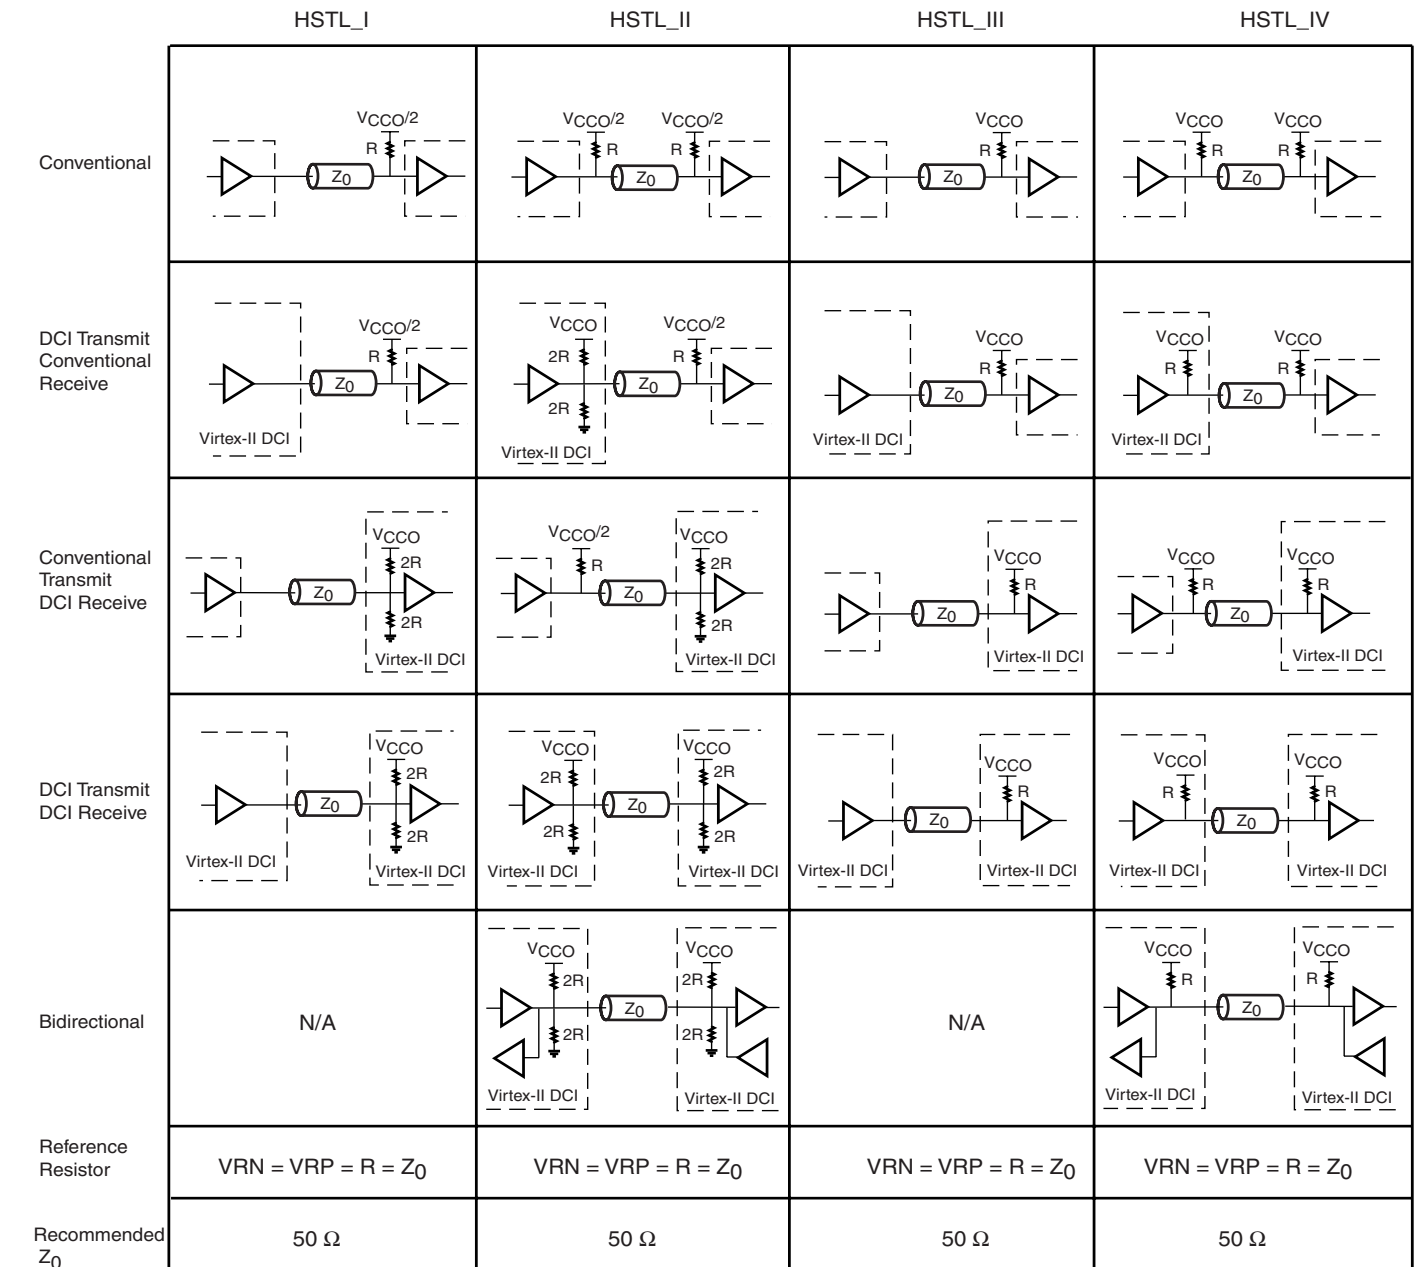 HSTL_I HSTL_II HSTL_III HSTL_IV
Conventional
VCCO/2 VCCO/2 VCCO/2 VCCO VCCO VCCO
R R R R R R
Z0 Z0 Z0 Z0
DCI Transmit
Conventional
Receive
VCCO/2 VCCO VCCO/2 VCCO VCCO VCCO
R 2R R R R R
Z0 Z0 Z0 Z0
2R
Virtex-II DCI Virtex-II DCI Virtex-II DCI Virtex-II DCI
Conventional
Transmit
DCI Receive
VCCO VCCO/2 VCCO VCCO VCCO VCCO
2R R 2R R R R
Z0 Z0 Z0 Z0
2R 2R
Virtex-II DCI Virtex-II DCI Virtex-II DCI Virtex-II DCI
DCI Transmit
DCI Receive
VCCO VCCO VCCO VCCO VCCO VCCO
2R 2R 2R R R R
Z0 Z0 Z0 Z0
2R 2R 2R
Virtex-II DCI Virtex-II DCI Virtex-II DCI Virtex-II DCI Virtex-II DCI Virtex-II DCI Virtex-II DCI Virtex-II DCI
Bidirectional
N/A
VCCO VCCO
2R 2R
Z0
2R 2R
Virtex-II DCI Virtex-II DCI
N/A
VCCO VCCO
R R
Z0
Virtex-II DCI Virtex-II DCI
Reference
Resistor
VRN = VRP = R = Z0 VRN = VRP = R = Z0 VRN = VRP = R = Z0 VRN = VRP = R = Z0
Recommended
Z0
50 Ω 50 Ω 50 Ω 50 Ω